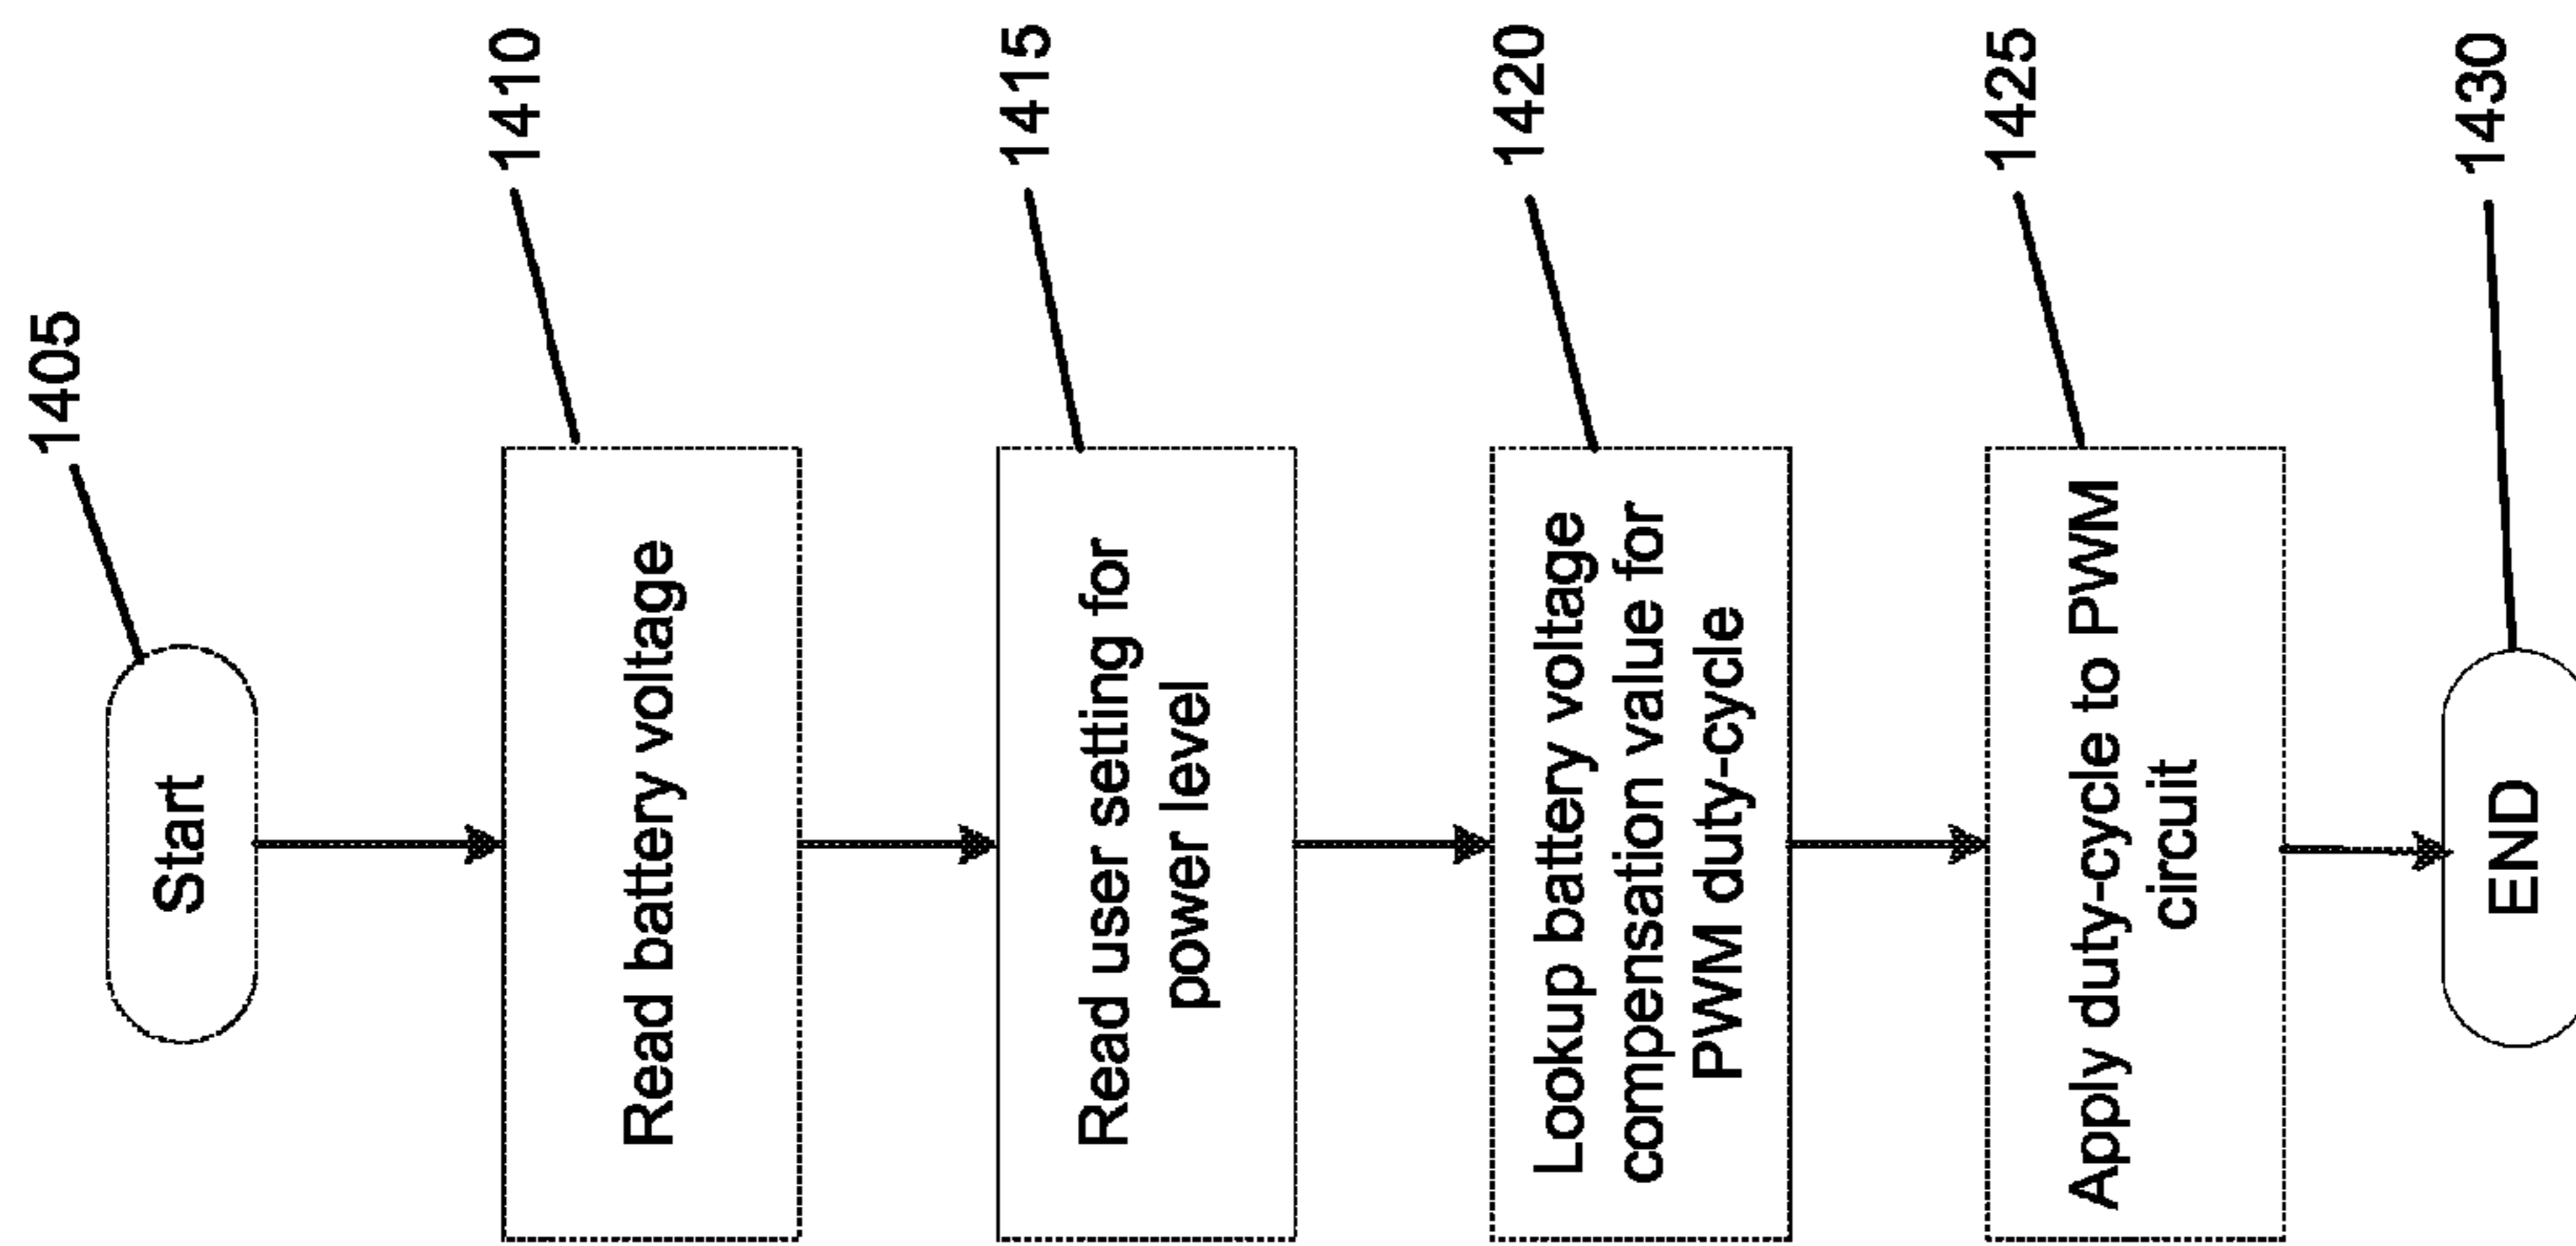 1405
Start
1410
Read battery voltage
1415
Read user setting for
power level
1420
Lookup battery voltage
compensation value for
PWM duty-cycle
1425
Apply duty-cycle to PWM
circuit
1430
END